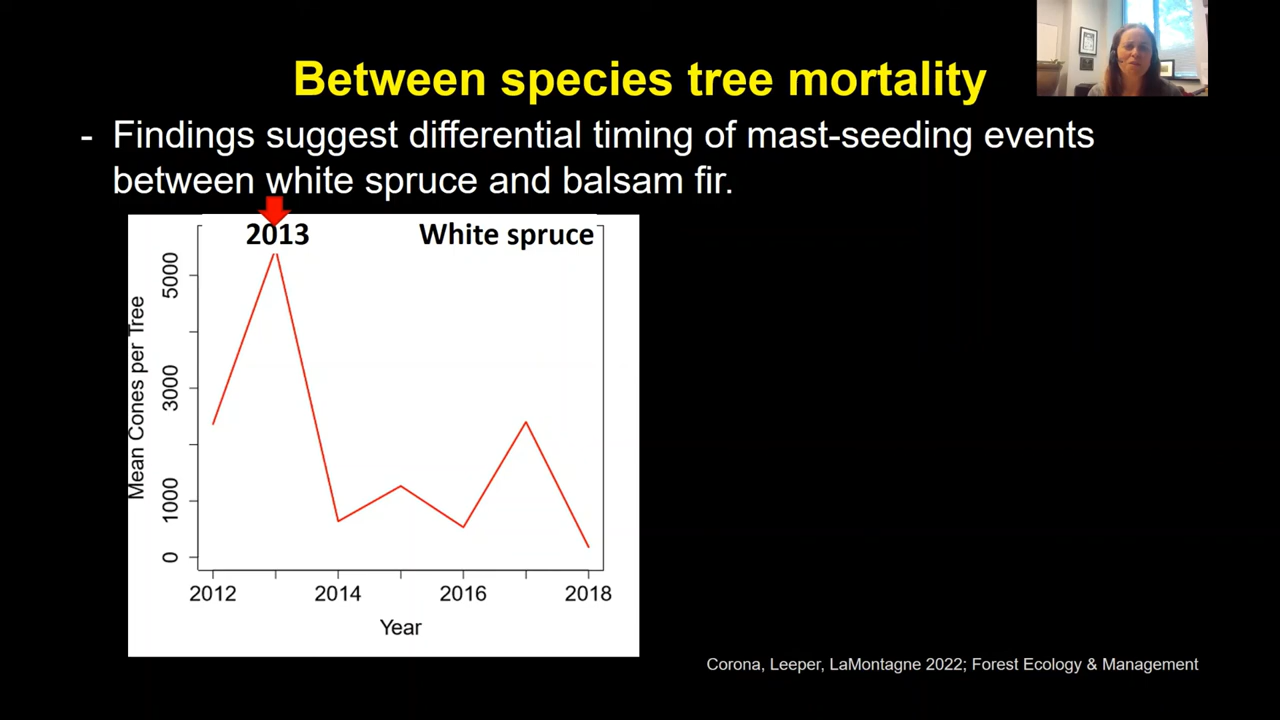 Between species tree mortality
- Findings suggest differential timing of mast-seeding events
between white spruce and balsam fir.
2013
White spruce
Mean Cones per Tree
5000
3000
1000
0
2012
2014
2016
2018
Year
Corona, Leeper, LaMontagne 2022; Forest Ecology & Management